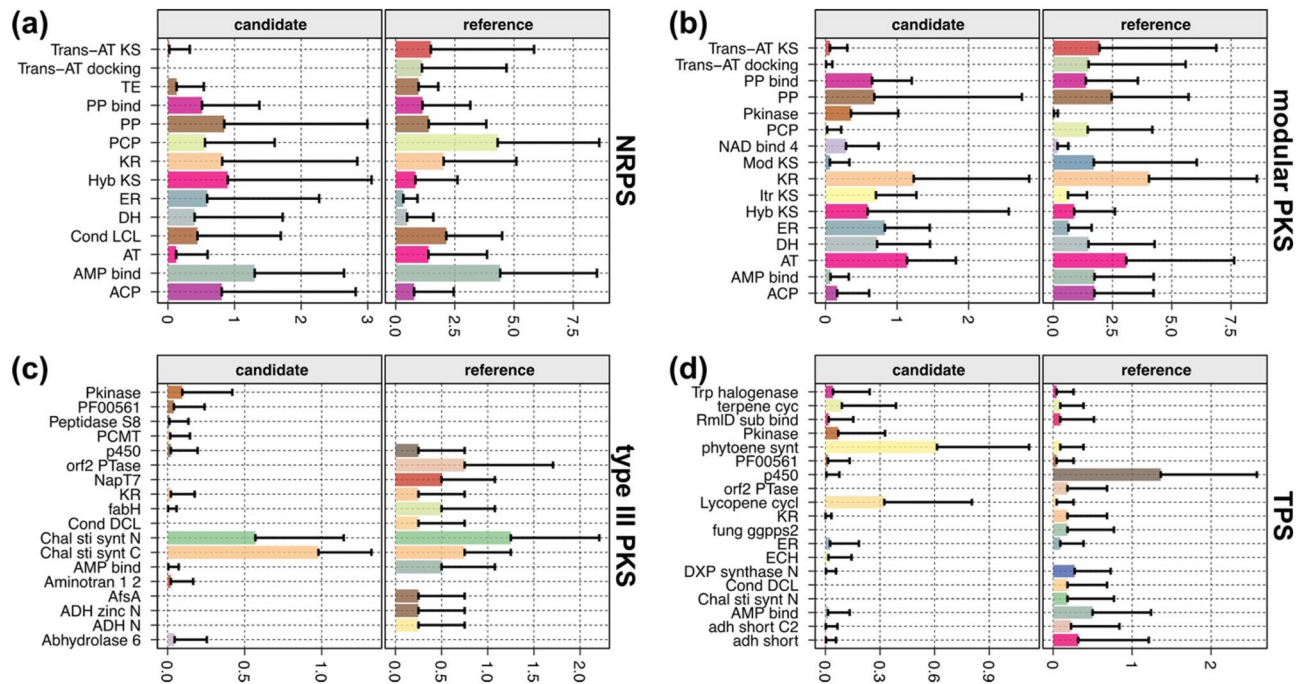 (a)
candidate reference
Trans−AT KS
Trans−AT docking
TE
PP bind
PP
PCP
KR
Hyb KS
ER
DH
Cond LCL
AT
AMP bind
ACP
NRPS
0 1 2 3 0.0 2.5 5.0 7.5
(b)
candidate reference
Trans−AT KS
Trans−AT docking
PP bind
PP
Pkinase
PCP
NAD bind 4
Mod KS
KR
Itr KS
Hyb KS
ER
DH
AT
AMP bind
ACP
modular PKS
0 1 2 0.0 2.5 5.0 7.5
(c)
candidate reference
Pkinase
PF00561
Peptidase S8
PCMT
p450
orf2 PTase
NapT7
KR
fabH
Cond DCL
Chal sti synt N
Chal sti synt C
AMP bind
Aminotran 1 2
AfsA
ADH zinc N
ADH N
Abhydrolase 6
type III PKS
0.0 0.5 1.0 0.0 0.5 1.0 1.5 2.0
(d)
candidate reference
Trp halogenase
terpene cyc
RmlD sub bind
Pkinase
phytoene synt
PF00561
p450
orf2 PTase
Lycopene cycl
KR
fung ggpps2
ER
ECH
DXP synthase N
Cond DCL
Chal sti synt N
AMP bind
adh short C2
adh short
TPS
0.0 0.3 0.6 0.9 0 1 2